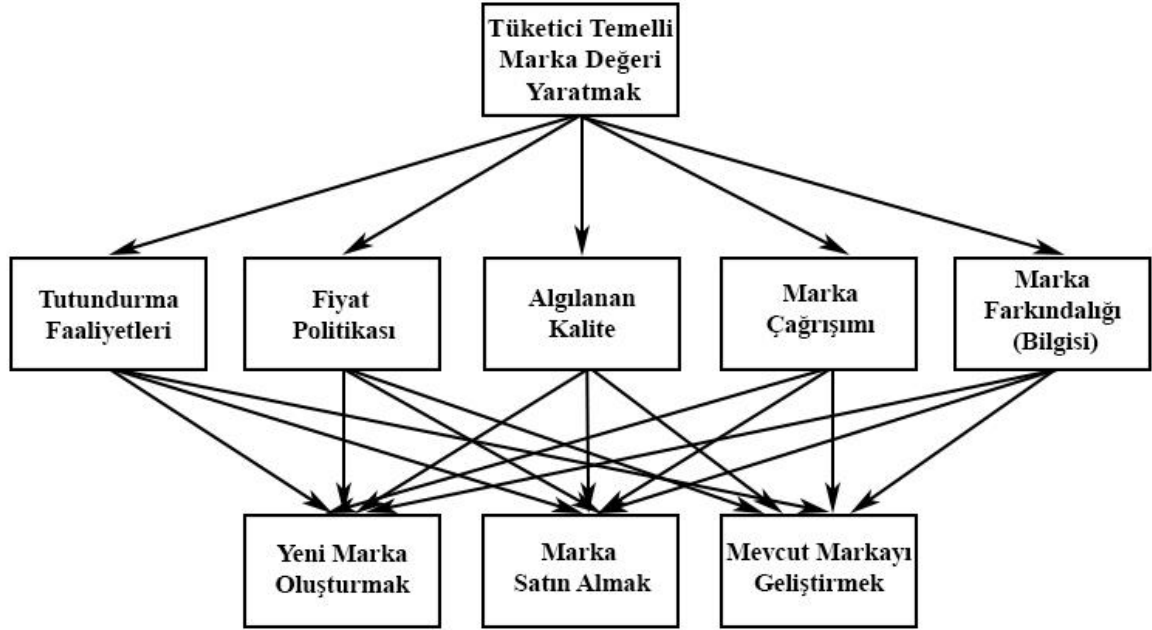 Tüketici Temelli
Marka Değeri
Yaratmak
Tutundurma
Faaliyetleri
Fiyat
Politikası
Algılanan
Kalite
Marka
Çağrışımı
Marka
Farkındalığı
(Bilgisi)
Yeni Marka
Oluşturmak
Marka
Satın Almak
Mevcut Markayı
Geliştirmek